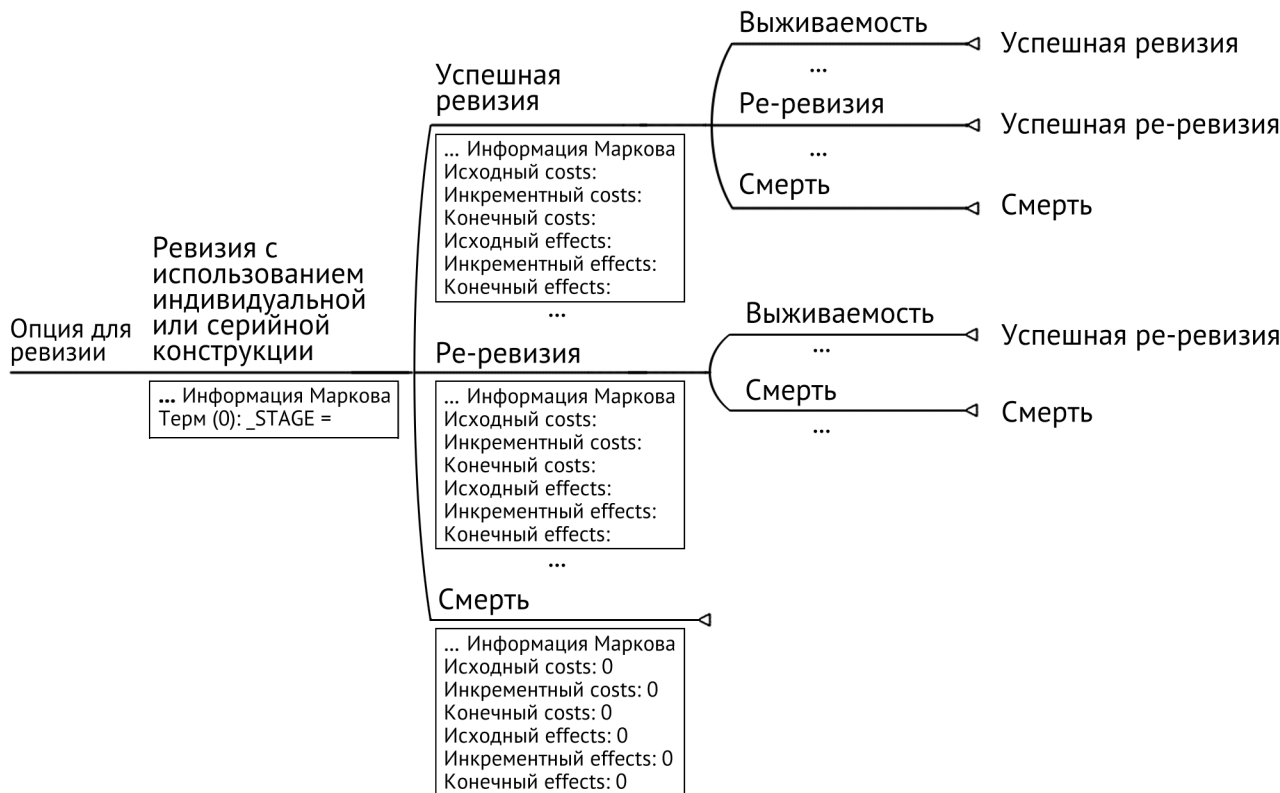 Опция для
ревизии
Ревизия с
использованием
индивидуальной
или серийной
конструкции
... Информация Маркова
Терм (0): _STAGE =
Успешная
ревизия
... Информация Маркова
Исходный costs:
Инкрементный costs:
Конечный costs:
Исходный effects:
Инкрементный effects:
Конечный effects:
...
Выживаемость
...
Успешная ревизия
Ре-ревизия
...
Успешная ре-ревизия
Смерть
Смерть
Ре-ревизия
... Информация Маркова
Исходный costs:
Инкрементный costs:
Конечный costs:
Исходный effects:
Инкрементный effects:
Конечный effects:
...
Выживаемость
...
Успешная ре-ревизия
Смерть
...
Смерть
Смерть
... Информация Маркова
Исходный costs: 0
Инкрементный costs: 0
Конечный costs: 0
Исходный effects: 0
Инкрементный effects: 0
Конечный effects: 0